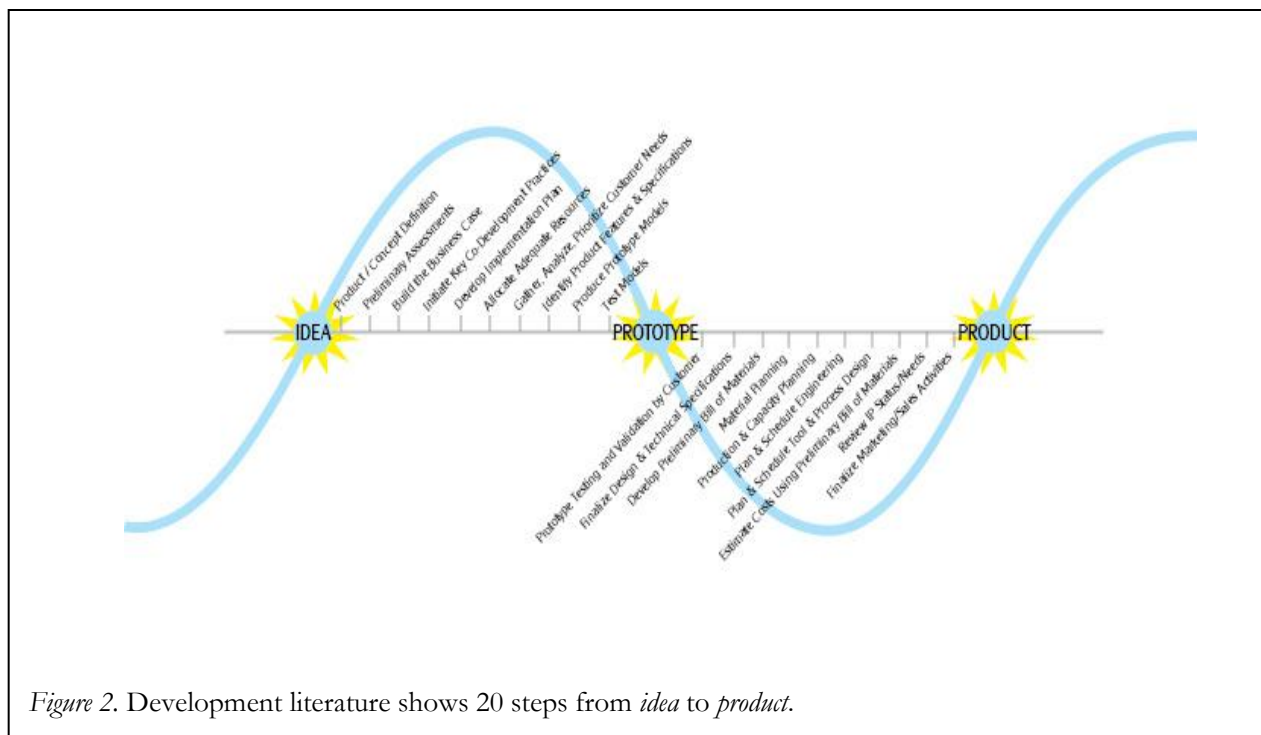 Product / Concept Definition
Preliminary Assessments
Build the Business Case
Initiate Key Co-Development Practices
Develop Implementation Plan
Allocate Adequate Resources
Gather, Analyze, Prioritize Customer Needs
Identify Product Features & Specifications
Produce Prototype Models
Test Models
IDEA
PROTOTYPE
PRODUCT
Prototype Testing and Validation by Customer
Finalize Design & Technical Specifications
Develop Preliminary Bill of Materials
Material Planning
Production & Capacity Planning
Plan & Schedule Engineering
Plan & Schedule Tool & Process Design
Estimate Costs Using Preliminary Bill of Materials
Review IP Status/Needs
Finalize Marketing/Sales Activities
Figure 2. Development literature shows 20 steps from idea to product.